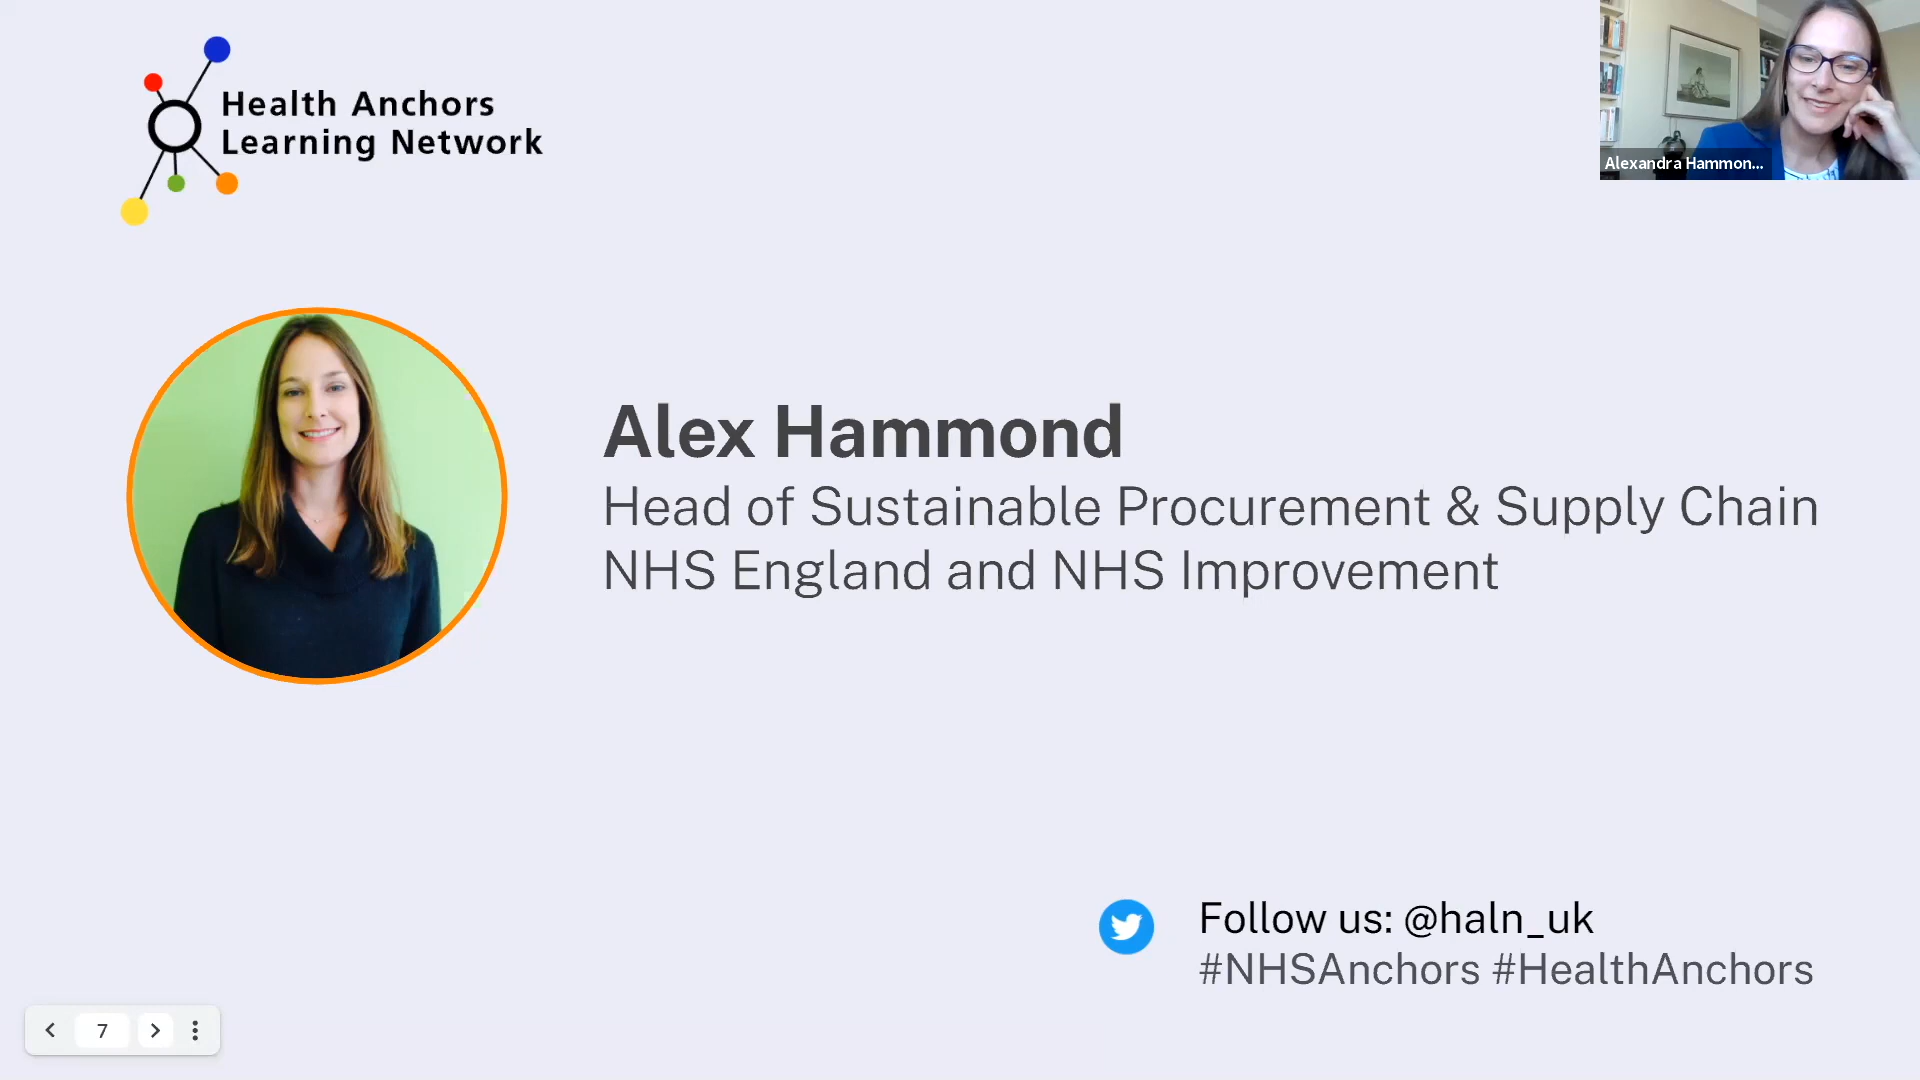 Health Anchors
Learning Network
Alexandra Hammon...
Alex Hammond
Head of Sustainable Procurement & Supply Chain
NHS England and NHS Improvement
Follow us: @haln_uk
#NHSAnchors #HealthAnchors
7